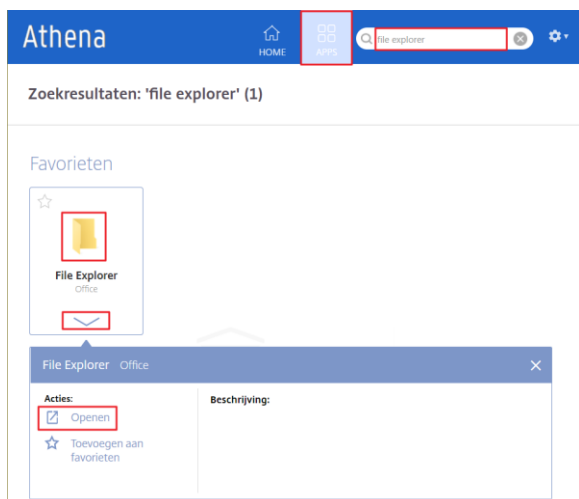 Athena
HOME
APPS
file explorer
Zoekresultaten: 'file explorer' (1)
Favorieten
File Explorer
Office
File Explorer Office
Acties:
Openen
Toevoegen aan
favorieten
Beschrijving: